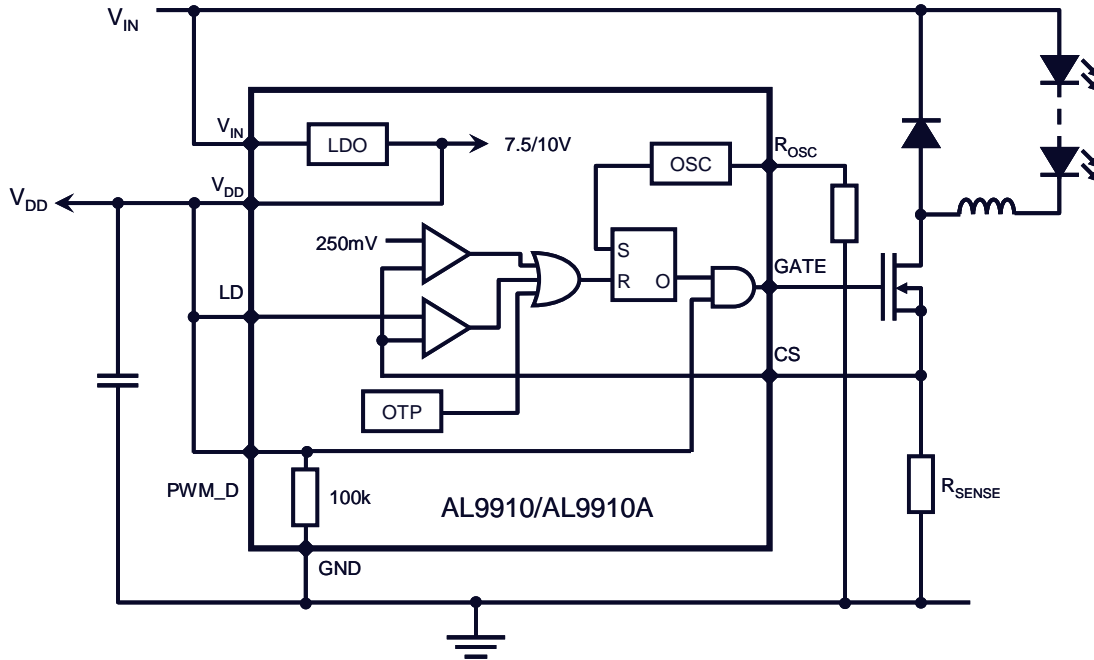 VIN
VIN
LDO
7.5/10V
OSC
ROSC
VDD
VDD
250mV
S
R
O
GATE
LD
CS
OTP
PWM_D
100k
AL9910/AL9910A
RSENSE
GND